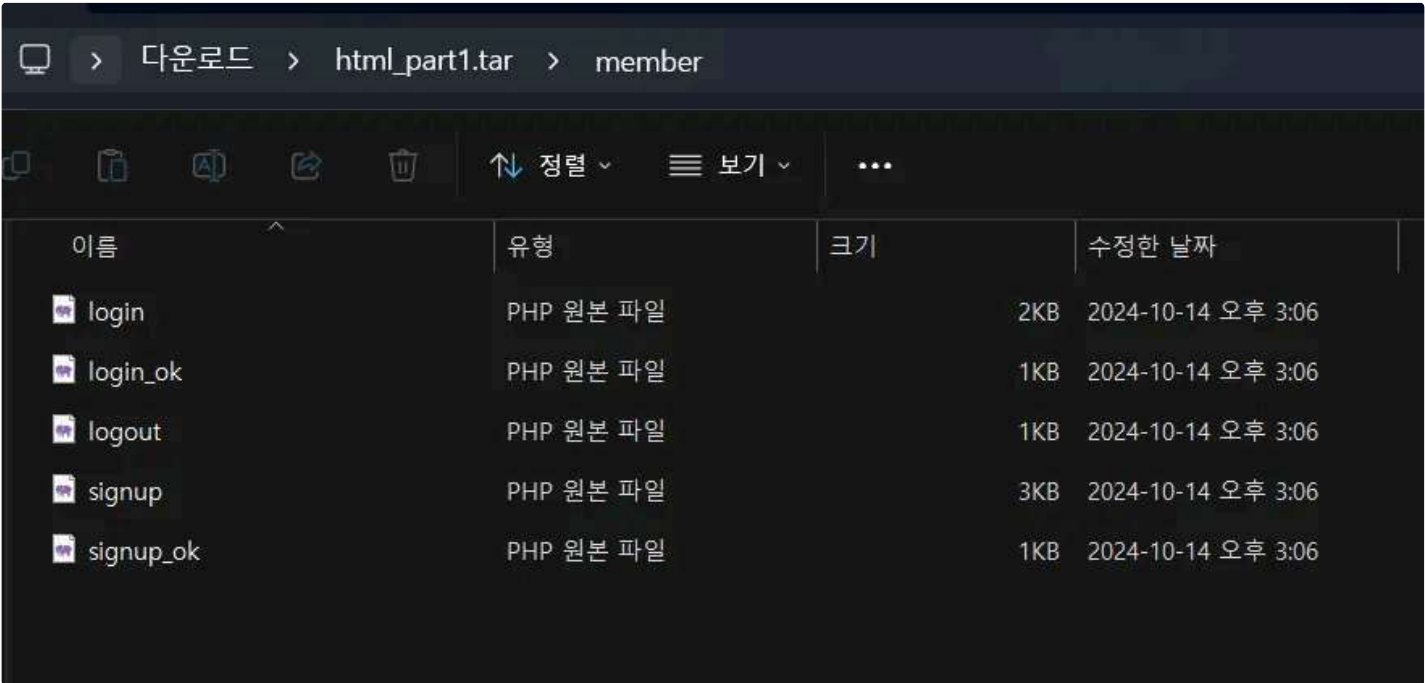 다운로드 > html_part1.tar > member
정렬 보기 ...
이름 유형 크기 수정한 날짜
login PHP 원본 파일 2KB 2024-10-14 오후 3:06
login_ok PHP 원본 파일 1KB 2024-10-14 오후 3:06
logout PHP 원본 파일 1KB 2024-10-14 오후 3:06
signup PHP 원본 파일 3KB 2024-10-14 오후 3:06
signup_ok PHP 원본 파일 1KB 2024-10-14 오후 3:06